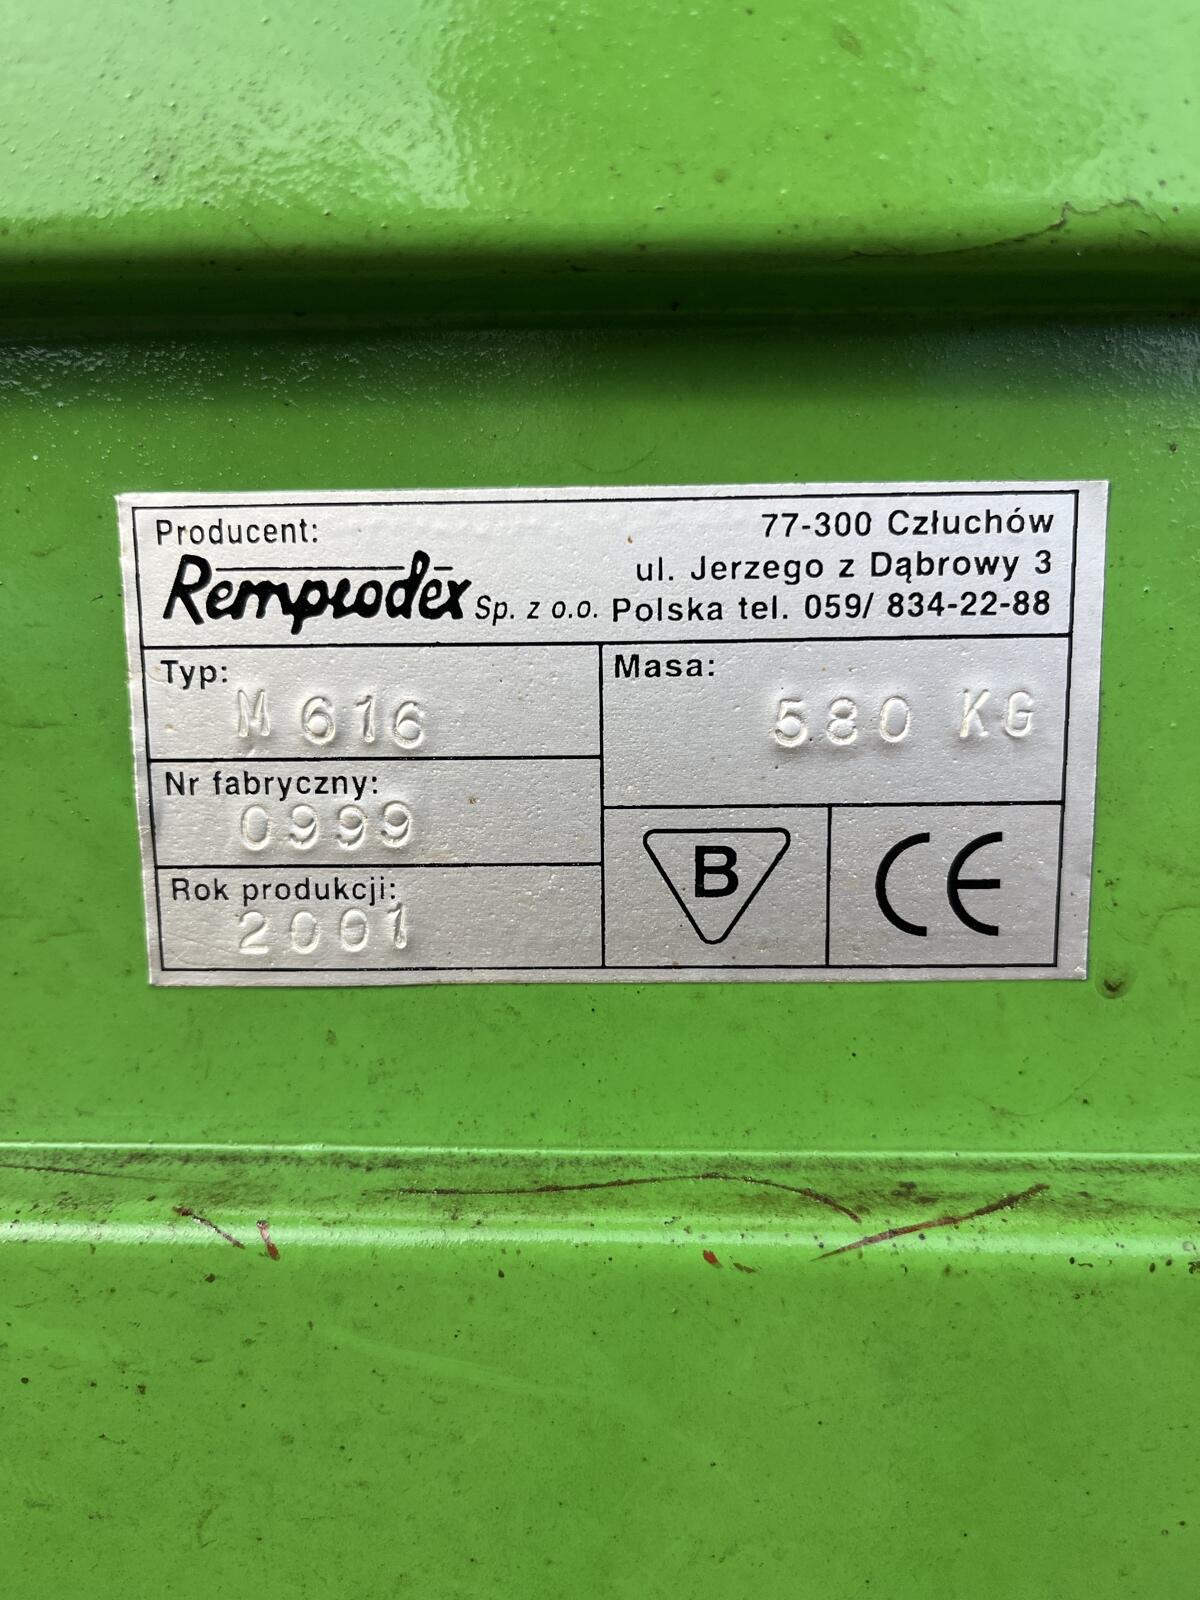 Producent:
Remprodex Sp. z o.o.
77-300 Człuchów
ul. Jerzego z Dąbrowy 3
Polska tel. 059/ 834-22-88
Typ:
M 616
Nr fabryczny:
0999
Rok produkcji:
2001
Masa:
580 KG
B
CE